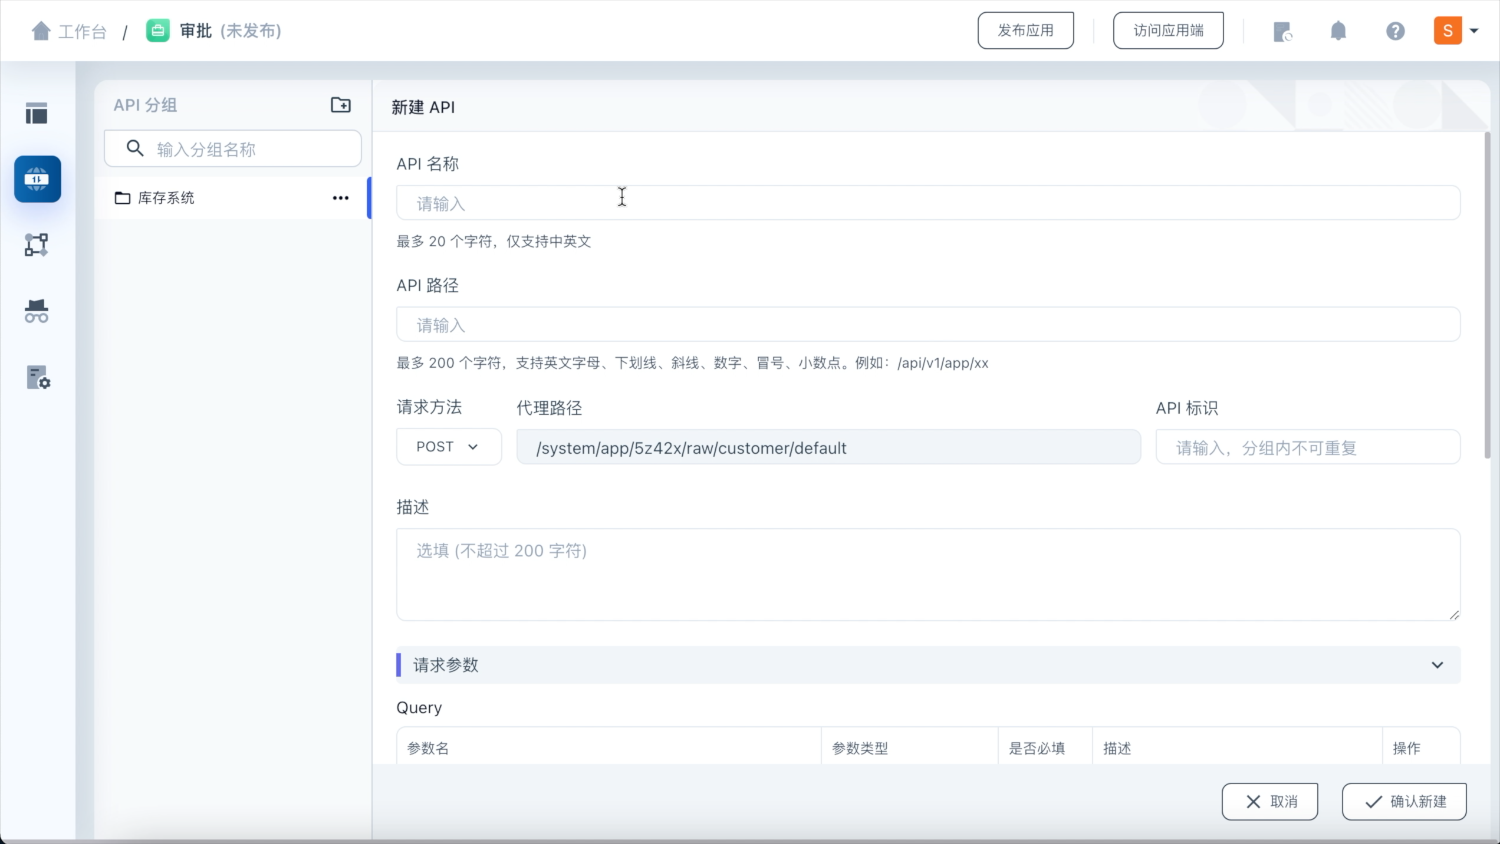 工作台 / 审批 (未发布)
发布应用
访问应用端
S
API 分组
输入分组名称
库存系统
新建 API
API 名称
请输入
最多 20 个字符，仅支持中英文
API 路径
请输入
最多 200 个字符，支持英文字母、下划线、斜线、数字、冒号、小数点。例如：/api/v1/app/xx
请求方法 代理路径 API 标识
POST /system/app/5z42x/raw/customer/default 请输入，分组内不可重复
描述
选填 (不超过 200 字符)
请求参数
Query
参数名 参数类型 是否必填 描述 操作
取消 确认新建